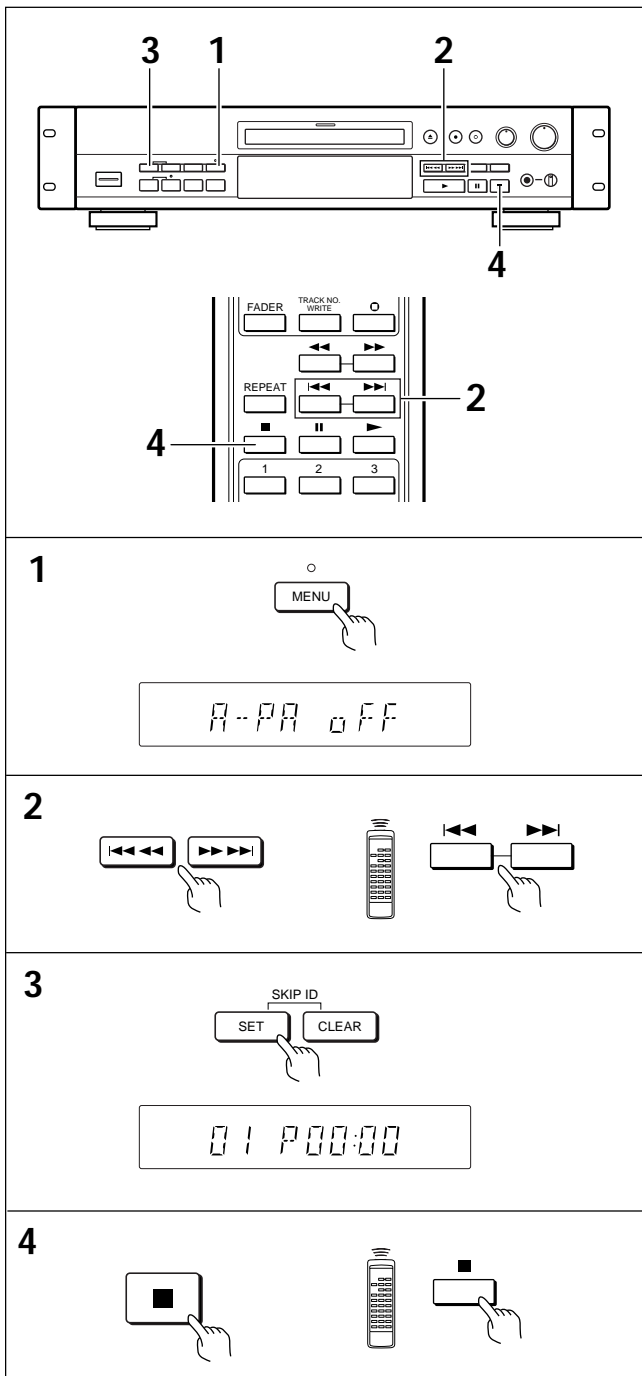 3 1 2
4
FADER TRACK NO. WRITE
REPEAT
2
4
1 2 3
1
MENU
A-PA oFF
2
3
SKIP ID
SET CLEAR
01 P00:00
4